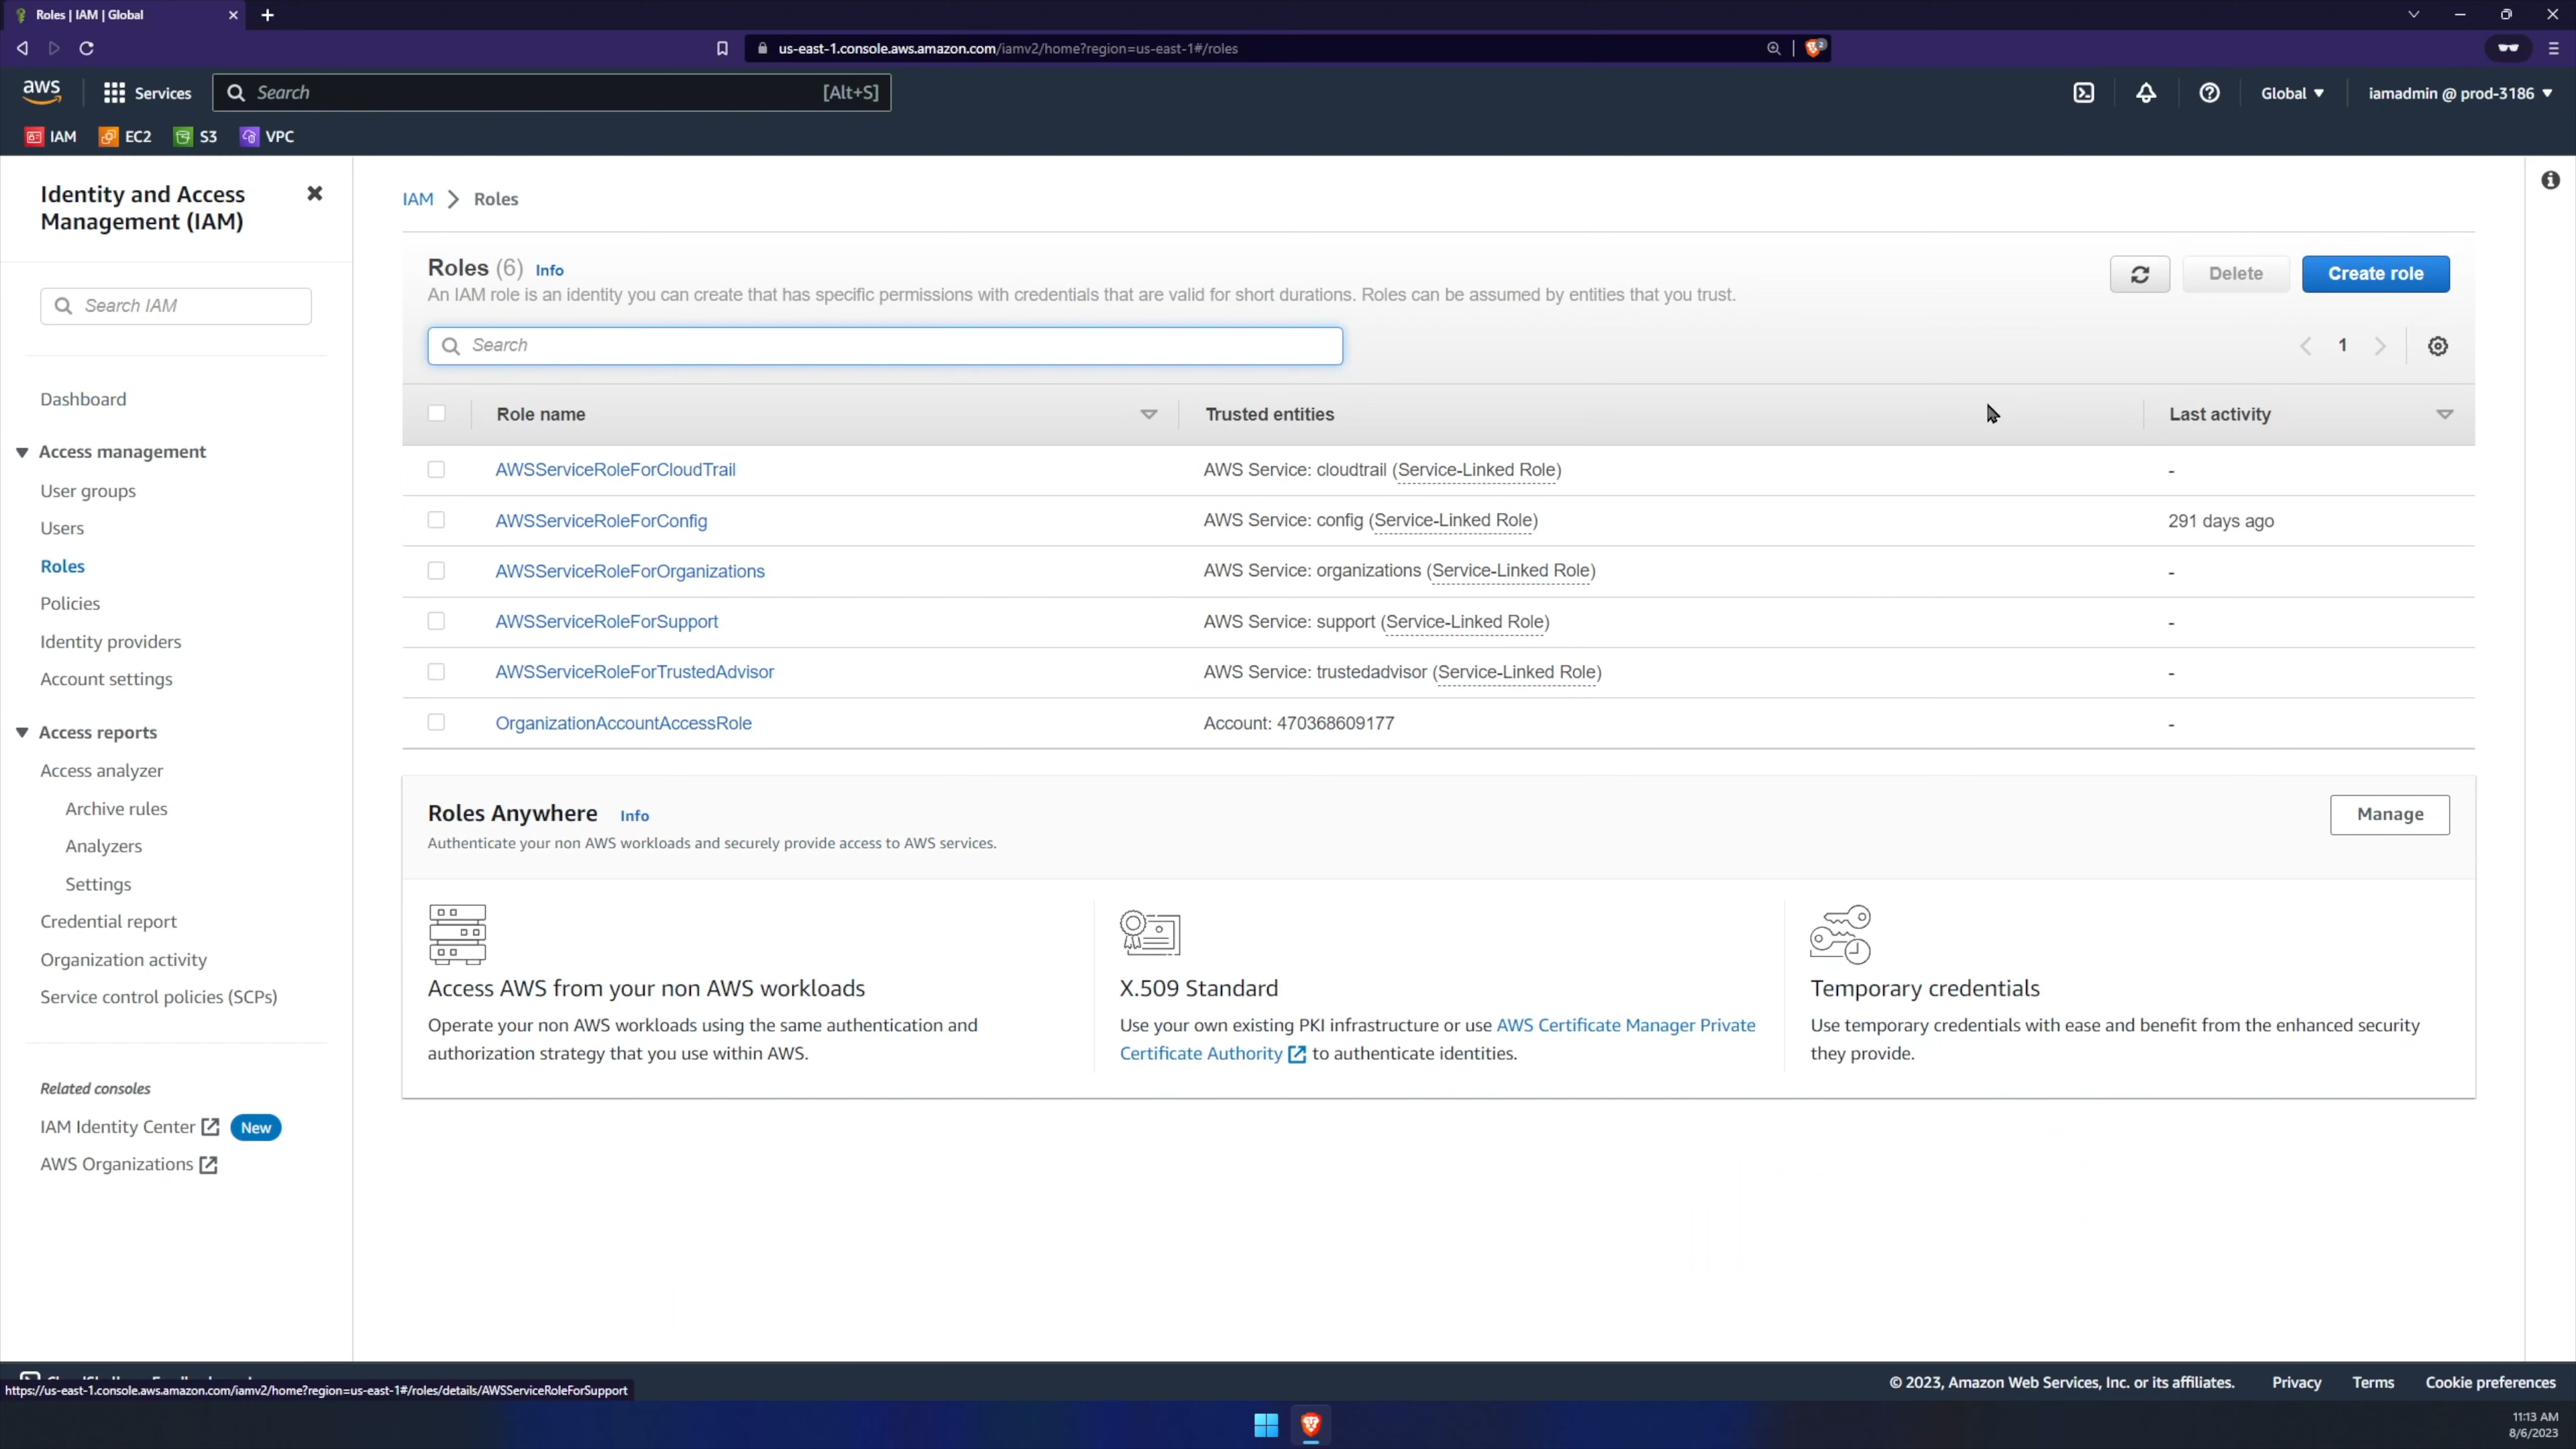 Roles | IAM | Global
us-east-1.console.aws.amazon.com/iamv2/home?region=us-east-1#/roles
2
aws
Services
Search
[Alt+S]
Global
iamadmin @ prod-3186
IAM
EC2
S3
VPC
Identity and Access
Management (IAM)
Search IAM
Dashboard
Access management
User groups
Users
Roles
Policies
Identity providers
Account settings
Access reports
Access analyzer
Archive rules
Analyzers
Settings
Credential report
Organization activity
Service control policies (SCPs)
Related consoles
IAM Identity Center New
AWS Organizations
IAM > Roles
Roles (6) Info
An IAM role is an identity you can create that has specific permissions with credentials that are valid for short durations. Roles can be assumed by entities that you trust.
Delete
Create role
Search
1
Role name Trusted entities Last activity
AWSServiceRoleForCloudTrail AWS Service: cloudtrail (Service-Linked Role) -
AWSServiceRoleForConfig AWS Service: config (Service-Linked Role) 291 days ago
AWSServiceRoleForOrganizations AWS Service: organizations (Service-Linked Role) -
AWSServiceRoleForSupport AWS Service: support (Service-Linked Role) -
AWSServiceRoleForTrustedAdvisor AWS Service: trustedadvisor (Service-Linked Role) -
OrganizationAccountAccessRole Account: 470368609177 -
Roles Anywhere Info
Authenticate your non AWS workloads and securely provide access to AWS services.
Manage
Access AWS from your non AWS workloads
Operate your non AWS workloads using the same authentication and
authorization strategy that you use within AWS.
X.509 Standard
Use your own existing PKI infrastructure or use AWS Certificate Manager Private
Certificate Authority to authenticate identities.
Temporary credentials
Use temporary credentials with ease and benefit from the enhanced security
they provide.
https://us-east-1.console.aws.amazon.com/iamv2/home?region=us-east-1#/roles/details/AWSServiceRoleForSupport
© 2023, Amazon Web Services, Inc. or its affiliates.
Privacy
Terms
Cookie preferences
11:13 AM
8/6/2023